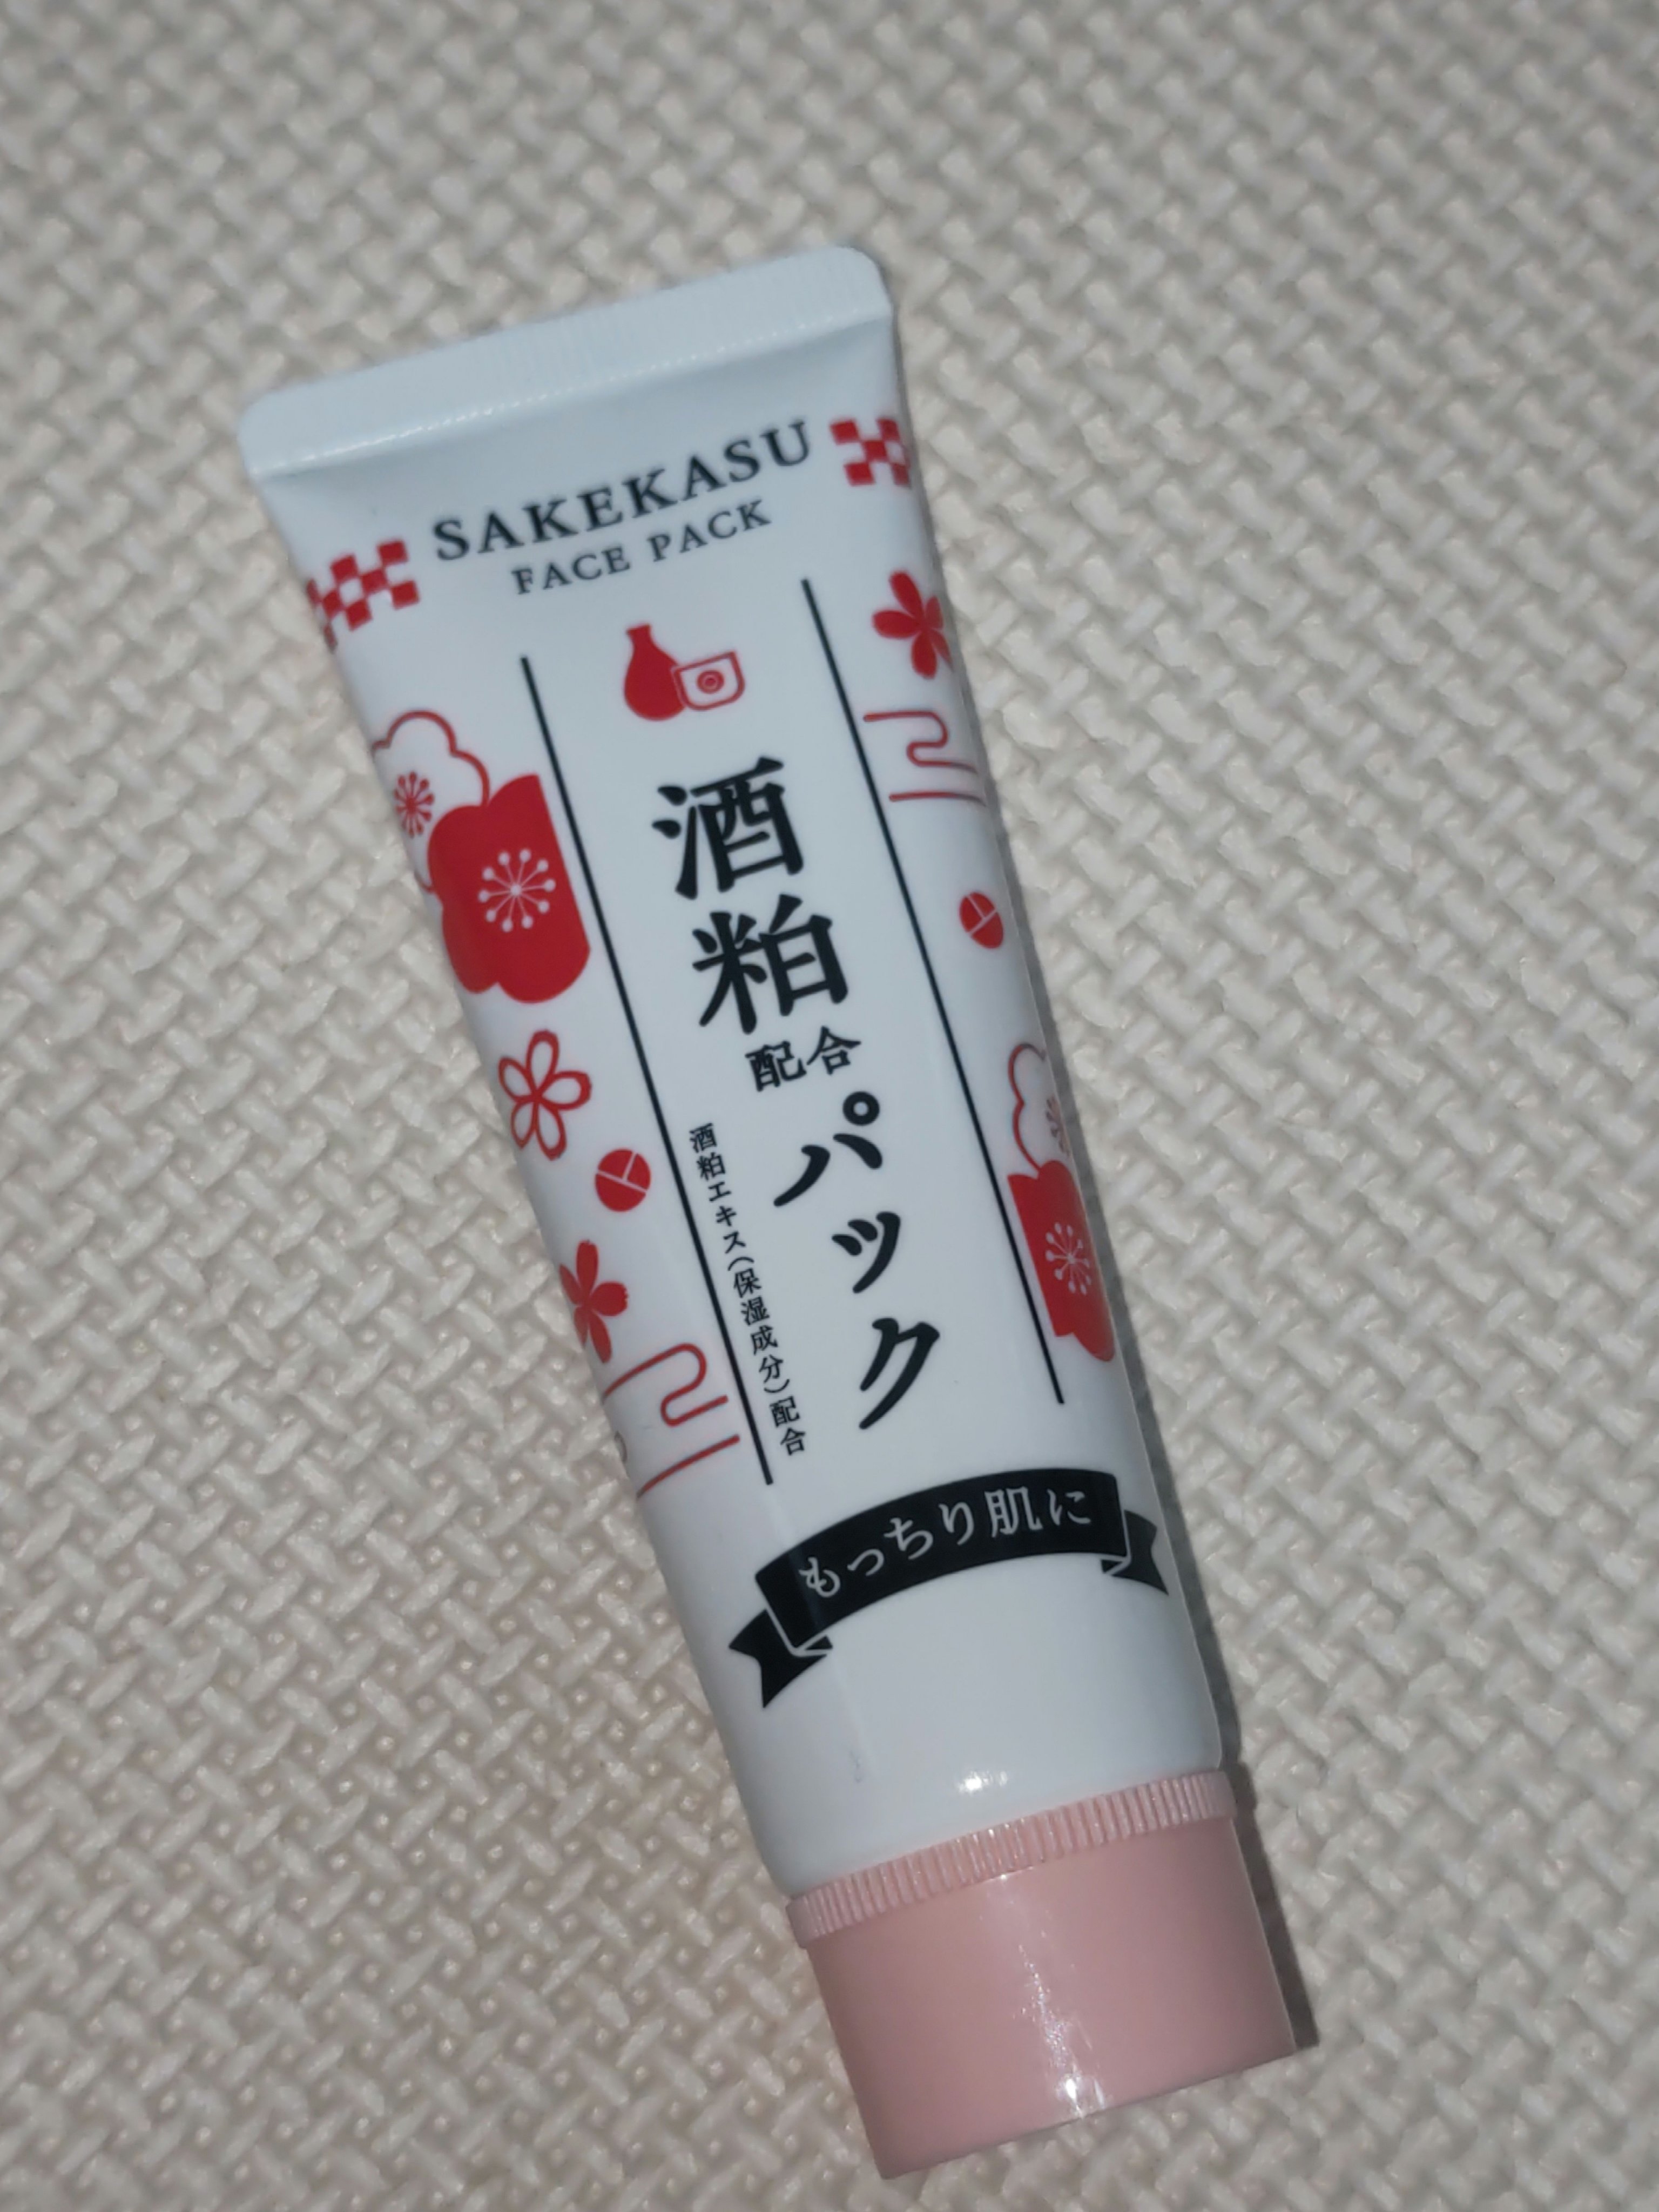 SAKEKASU
FACE PACK
酒粕
配合
パック
酒粕エキス(保湿成分)配合
もっちり肌に